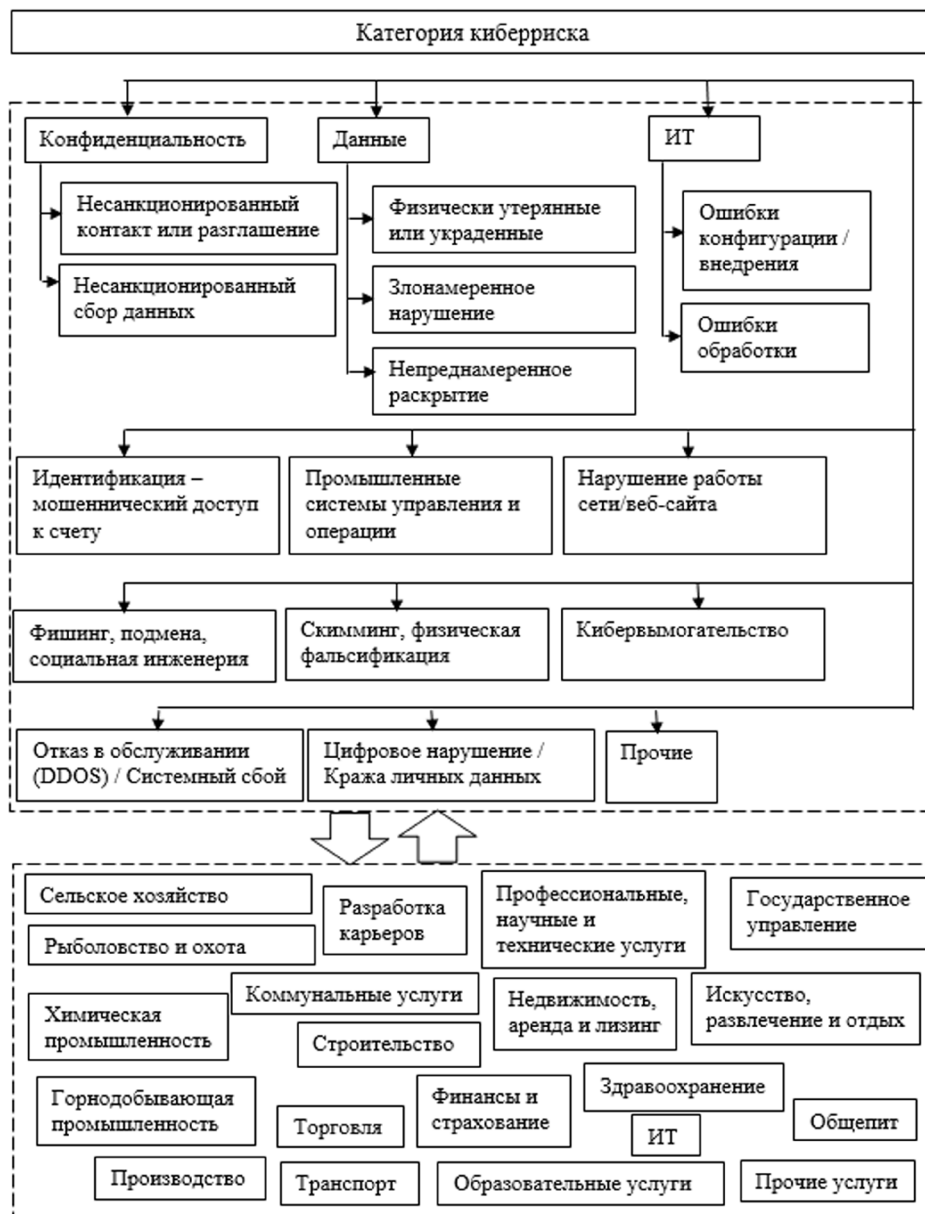 Категория киберриска
Конфиденциальность
Несанкционированный
контакт или разглашение
Несанкционированный
сбор данных
Данные
Физически утерянные
или украденные
Злонамеренное
нарушение
Непреднамеренное
раскрытие
ИТ
Ошибки
конфигурации /
внедрения
Ошибки
обработки
Идентификация –
мошеннический доступ
к счету
Промышленные
системы управления и
операции
Нарушение работы
сети/веб-сайта
Фишинг, подмена,
социальная инженерия
Скимминг, физическая
фальсификация
Кибервымогательство
Отказ в обслуживании
(DDOS) / Системный сбой
Цифровое нарушение /
Кража личных данных
Прочие
Сельское хозяйство
Рыболовство и охота
Разработка
карьеров
Профессиональные,
научные и
технические услуги
Государственное
управление
Химическая
промышленность
Коммунальные услуги
Строительство
Недвижимость,
аренда и лизинг
Искусство,
развлечение и отдых
Горнодобывающая
промышленность
Торговля
Финансы и
страхование
Здравоохранение
ИТ
Общепит
Производство
Транспорт
Образовательные услуги
Прочие услуги